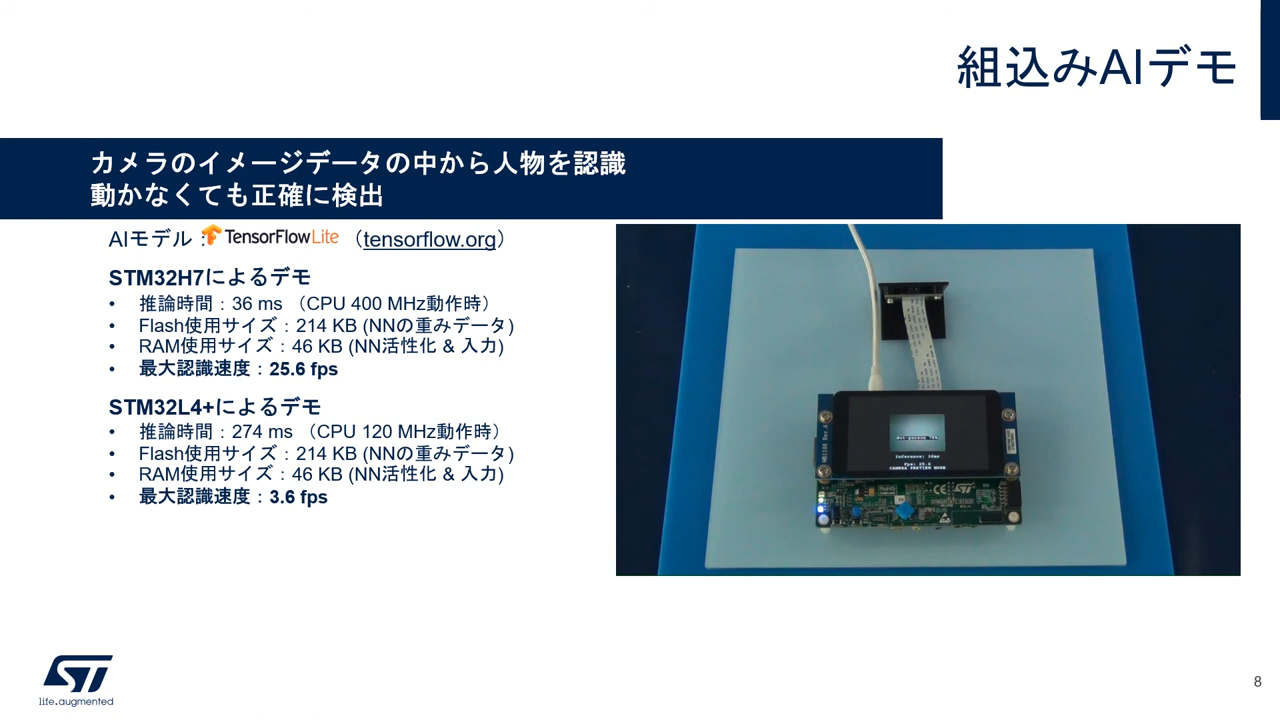 組込みAIデモ
カメラのイメージデータの中から人物を認識
動かなくても正確に検出
AIモデル : TensorFlow Lite （tensorflow.org）
STM32H7によるデモ
• 推論時間：36 ms （CPU 400 MHz動作時）
• Flash使用サイズ：214 KB (NNの重みデータ)
• RAM使用サイズ：46 KB (NN活性化 & 入力)
• 最大認識速度：25.6 fps
STM32L4+によるデモ
• 推論時間：274 ms （CPU 120 MHz動作時）
• Flash使用サイズ：214 KB (NNの重みデータ)
• RAM使用サイズ：46 KB (NN活性化 & 入力)
• 最大認識速度：3.6 fps
Inference: 36ms
CAMERA PREVIEW MODE
CE
ST
ST
life.augmented
8